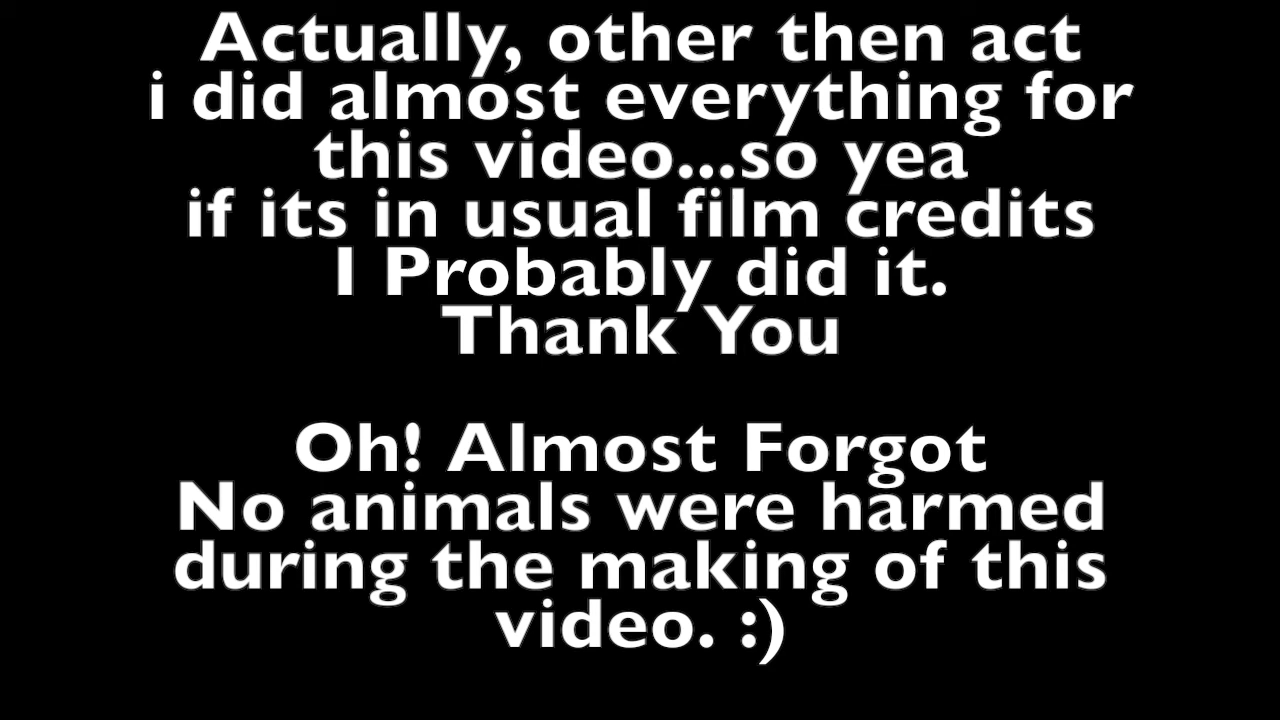 Actually, other then act
i did almost everything for
this video...so yea
if its in usual film credits
I Probably did it.
Thank You
Oh! Almost Forgot
No animals were harmed
during the making of this
video. :)